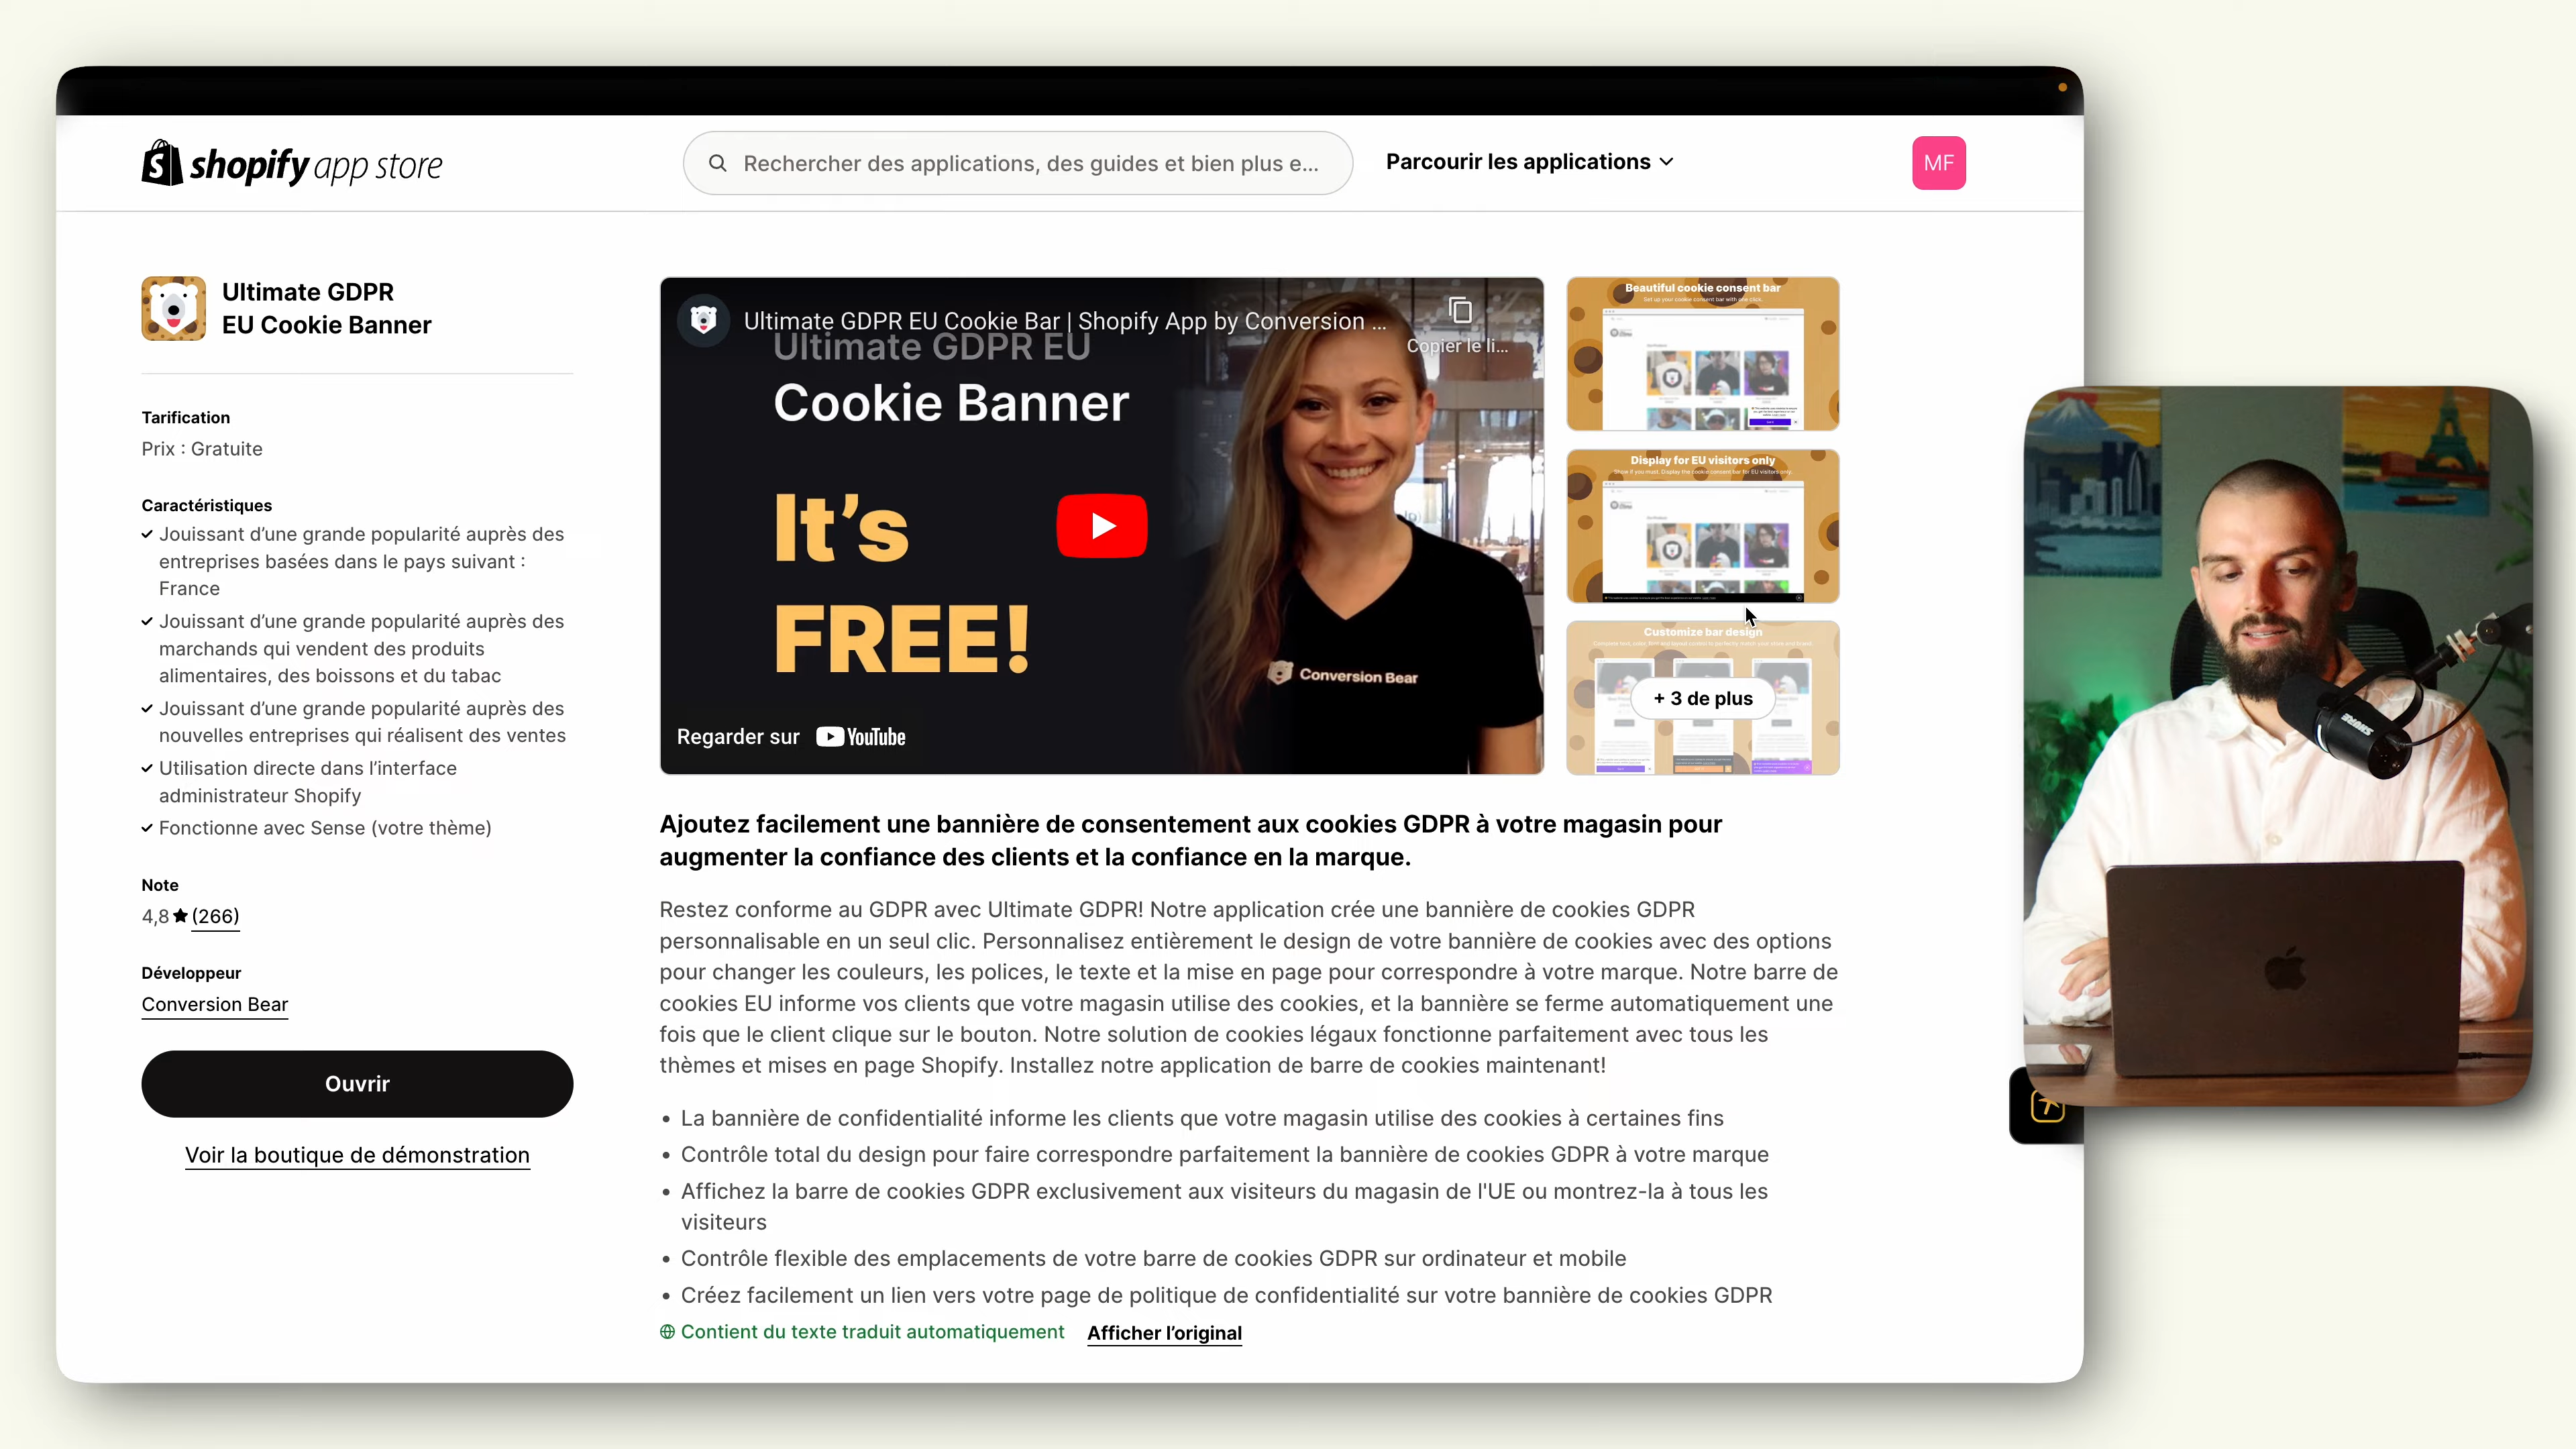 shopify app store
Rechercher des applications, des guides et bien plus e...
Parcourir les applications
MF
Ultimate GDPR
EU Cookie Banner
Tarification
Prix : Gratuite
Caractéristiques
Jouissant d’une grande popularité auprès des
entreprises basées dans le pays suivant :
France
Jouissant d’une grande popularité auprès des
marchands qui vendent des produits
alimentaires, des boissons et du tabac
Jouissant d’une grande popularité auprès des
nouvelles entreprises qui réalisent des ventes
Utilisation directe dans l’interface
administrateur Shopify
Fonctionne avec Sense (votre thème)
Note
4,8 ★ (266)
Développeur
Conversion Bear
Ouvrir
Voir la boutique de démonstration
Ultimate GDPR EU Cookie Bar | Shopify App by Conversion ...
Copier le li...
Ultimate GDPR EU
Cookie Banner
It’s
FREE!
Conversion Bear
Regarder sur YouTube
Beautiful cookie consent bar
Set up your cookie consent bar with one click.
Display for EU visitors only
Customize bar design
+ 3 de plus
Ajoutez facilement une bannière de consentement aux cookies GDPR à votre magasin pour
augmenter la confiance des clients et la confiance en la marque.
Restez conforme au GDPR avec Ultimate GDPR! Notre application crée une bannière de cookies GDPR
personnalisable en un seul clic. Personnalisez entièrement le design de votre bannière de cookies avec des options
pour changer les couleurs, les polices, le texte et la mise en page pour correspondre à votre marque. Notre barre de
cookies EU informe vos clients que votre magasin utilise des cookies, et la bannière se ferme automatiquement une
fois que le client clique sur le bouton. Notre solution de cookies légaux fonctionne parfaitement avec tous les
thèmes et mises en page Shopify. Installez notre application de barre de cookies maintenant!
• La bannière de confidentialité informe les clients que votre magasin utilise des cookies à certaines fins
• Contrôle total du design pour faire correspondre parfaitement la bannière de cookies GDPR à votre marque
• Affichez la barre de cookies GDPR exclusivement aux visiteurs du magasin de l'UE ou montrez-la à tous les
visiteurs
• Contrôle flexible des emplacements de votre barre de cookies GDPR sur ordinateur et mobile
• Créez facilement un lien vers votre page de politique de confidentialité sur votre bannière de cookies GDPR
Contient du texte traduit automatiquement Afficher l’original
SHURE